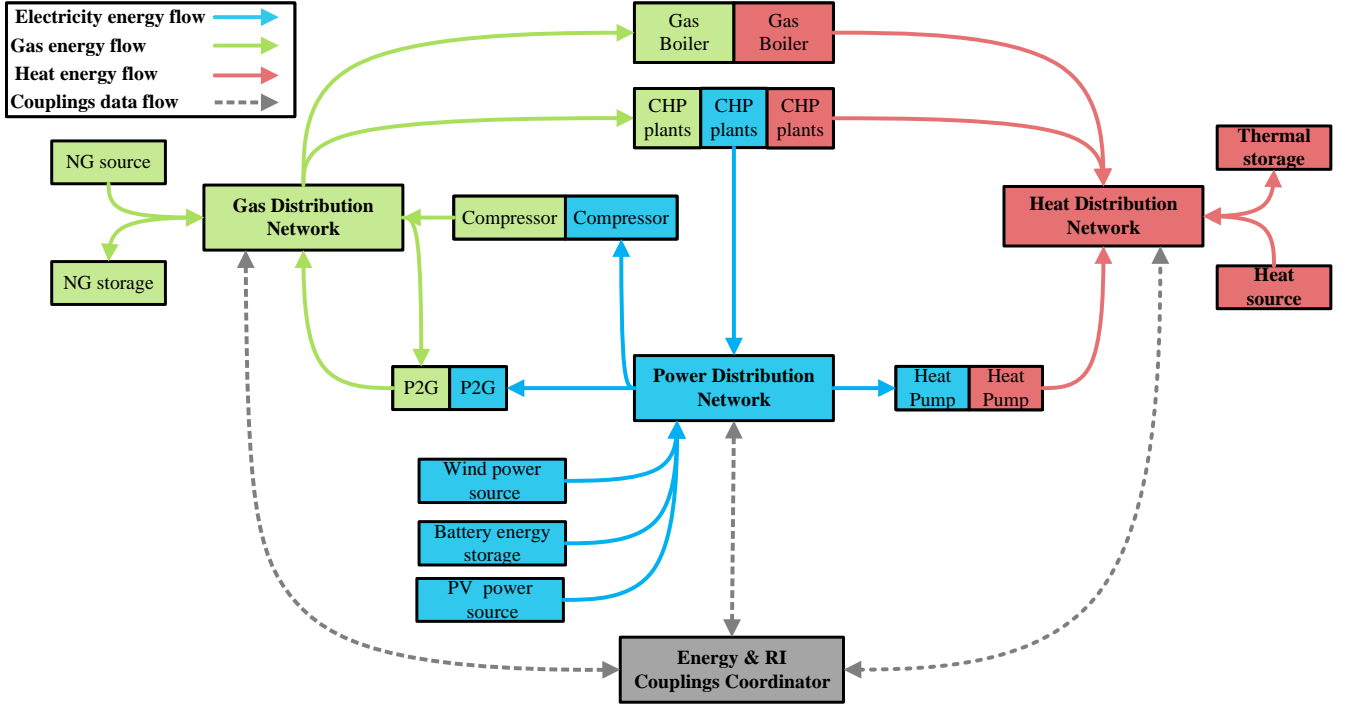 Electricity energy flow
Gas energy flow
Heat energy flow
Couplings data flow
Gas
Boiler
Gas
Boiler
CHP
plants
CHP
plants
CHP
plants
NG source
NG storage
Gas Distribution
Network
Compressor
Compressor
Heat Distribution
Network
Thermal
storage
Heat
source
P2G
P2G
Power Distribution
Network
Heat
Pump
Heat
Pump
Wind power
source
Battery energy
storage
PV power
source
Energy & RI
Couplings Coordinator